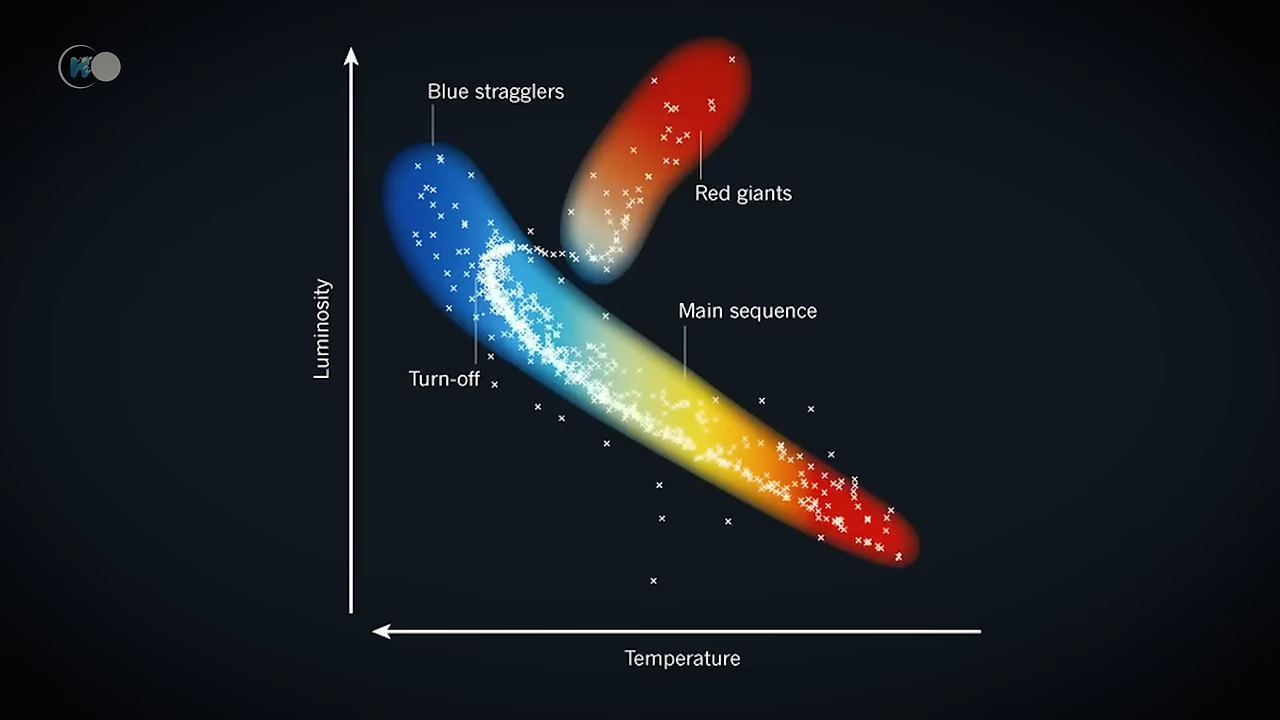 Blue stragglers
Red giants
Main sequence
Turn-off
Luminosity
Temperature